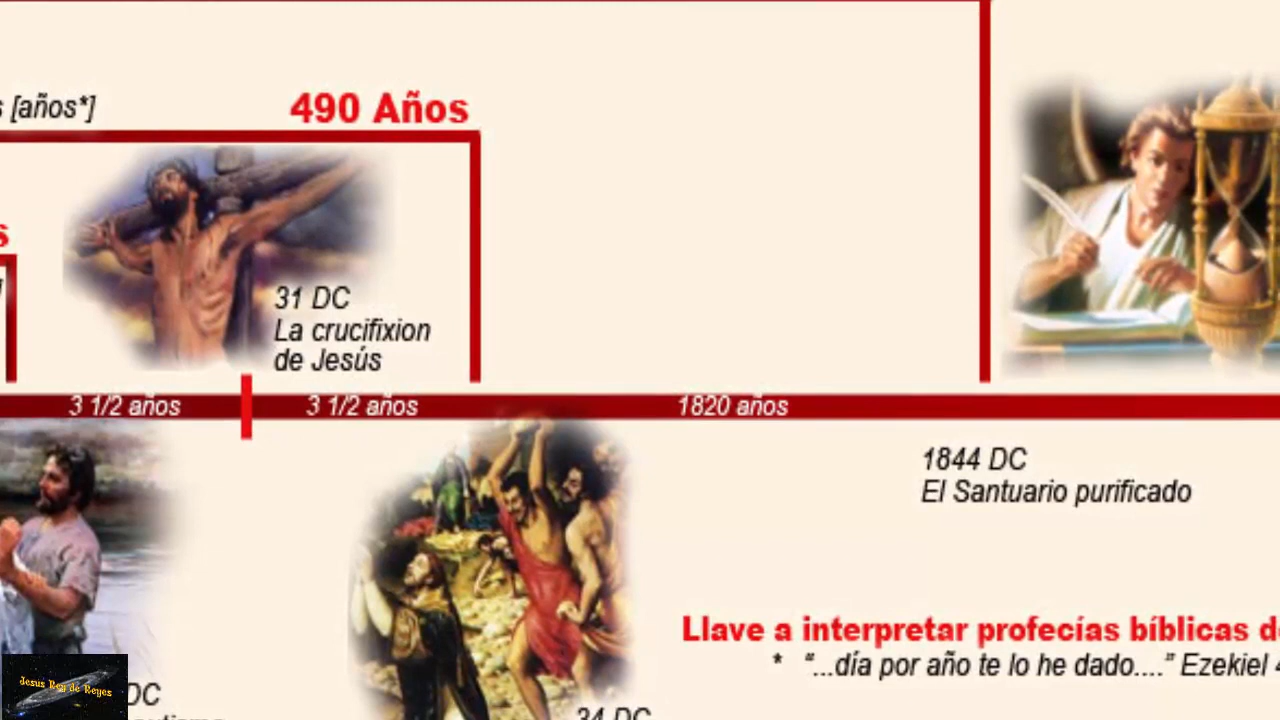 [años*]
490 Años
31 DC
La crucifixion
de Jesús
3 1/2 años
3 1/2 años
1820 años
1844 DC
El Santuario purificado
Llave a interpretar profecías bíblicas
* "...día por año te lo he dado...." Ezekiel
Jesus Rey de Reyes
DC
34 DC